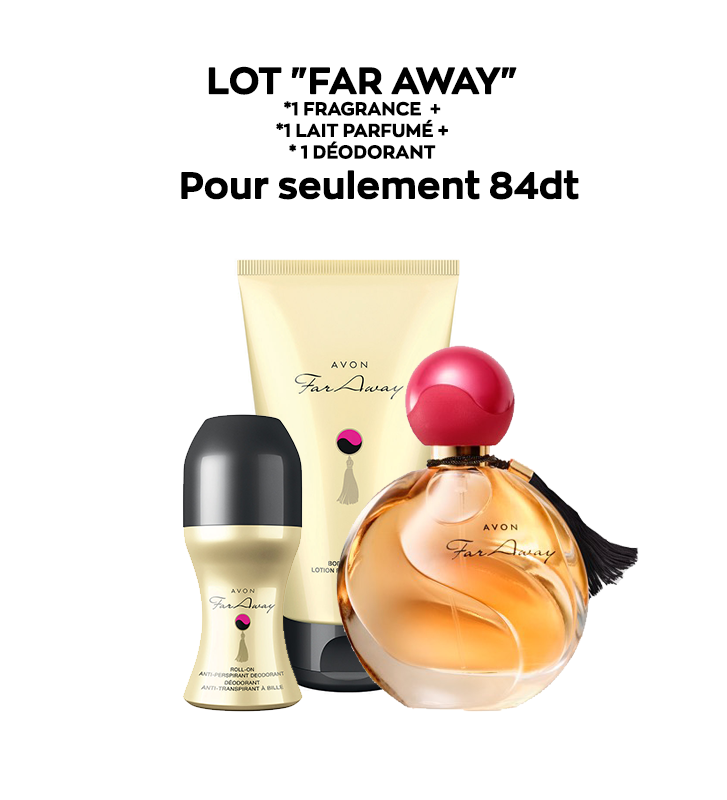 LOT "FAR AWAY"
*1 FRAGRANCE +
*1 LAIT PARFUMÉ +
* 1 DÉODORANT
Pour seulement 84dt
AVON
Far Away
LOTION
AVON
Far Away
AVON
Far Away
ROLL-ON
ANTI-PERSPIRANT DEODORANT
DÉODORANT
ANTI-TRANSPIRANT À BILLE